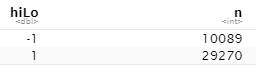 hiLo n
<dbl> <int>
-1 10089
1 29270